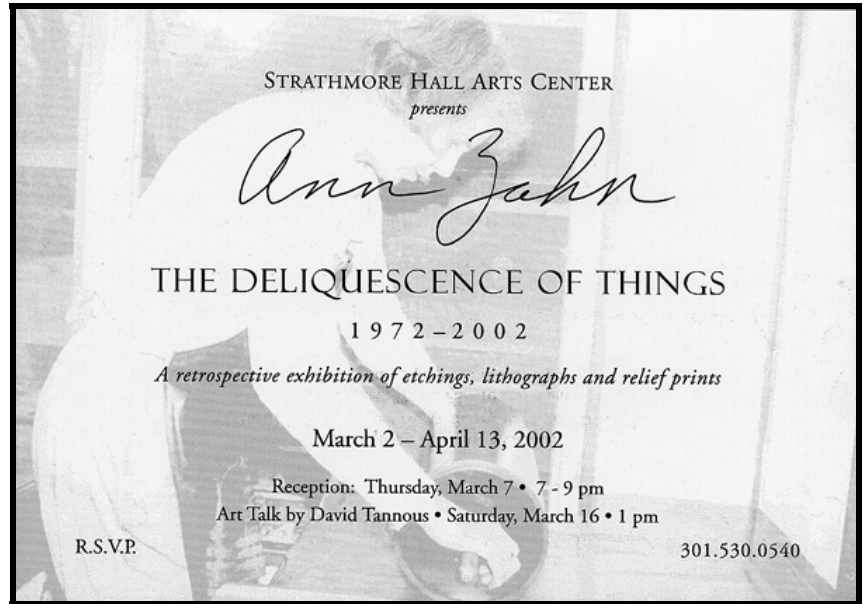 STRATHMORE HALL ARTS CENTER
presents
Ann Zahn
THE DELIQUESCENCE OF THINGS
1972–2002
A retrospective exhibition of etchings, lithographs and relief prints
March 2 – April 13, 2002
Reception: Thursday, March 7 • 7 - 9 pm
Art Talk by David Tannous • Saturday, March 16 • 1 pm
R.S.V.P. 301.530.0540